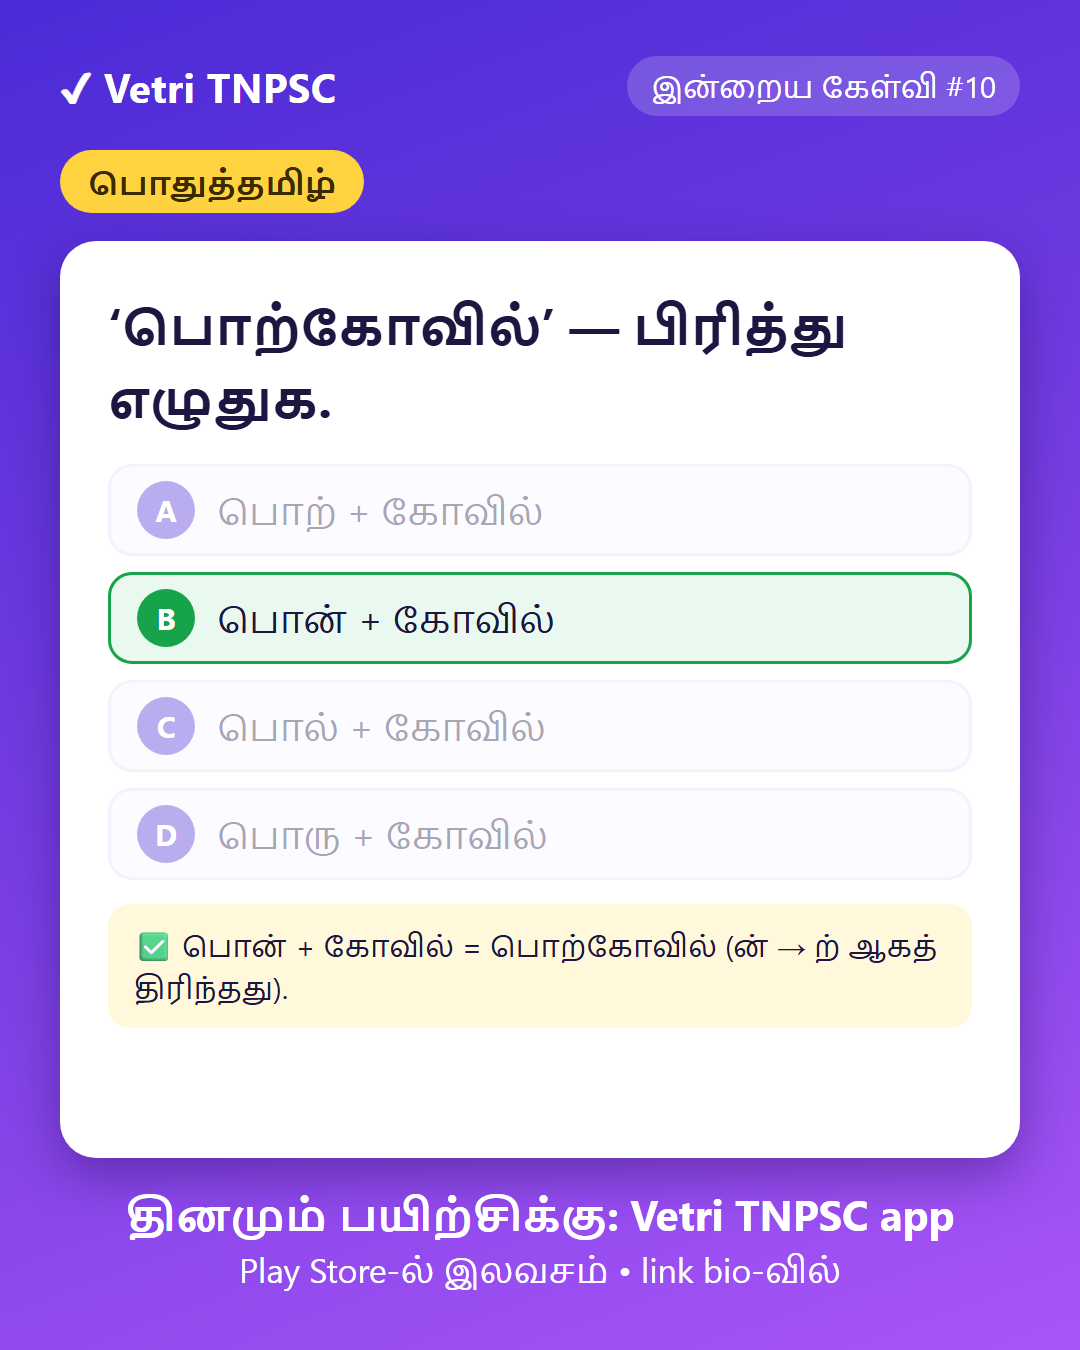 ✔ Vetri TNPSC
இன்றைய கேள்வி #10
பொதுத்தமிழ்
‘பொற்கோவில்’ — பிரித்து
எழுதுக.
A பொற் + கோவில்
B பொன் + கோவில்
C பொல் + கோவில்
D பொரு + கோவில்
✅ பொன் + கோவில் = பொற்கோவில் (ன் → ற் ஆகத்
திரிந்தது).
தினமும் பயிற்சிக்கு: Vetri TNPSC app
Play Store-ல் இலவசம் • link bio-வில்